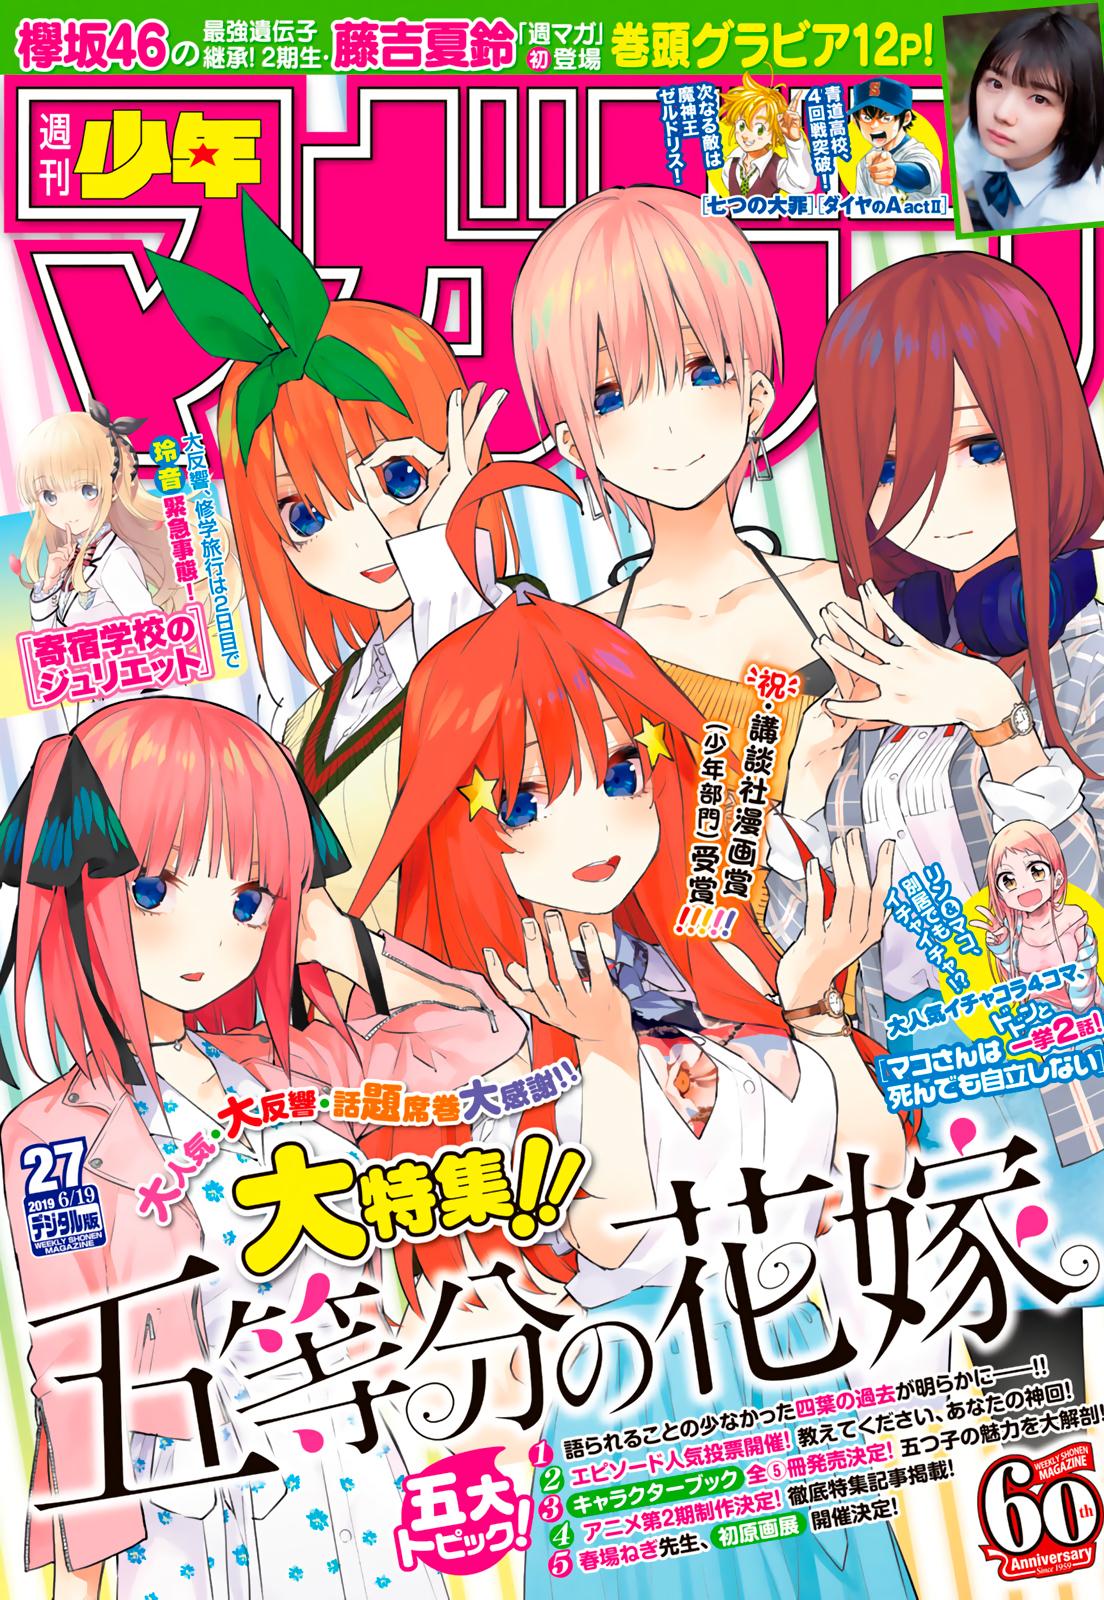 欅坂46の
最強遺伝子
継承!2期生・
藤吉夏鈴
「週マガ」
初登場
巻頭グラビア12P!
週刊
少年
マガジン
次なる敵は
魔神王
ゼルドリス!
[七つの大罪]
青道高校、
4回戦突破!
[ダイヤのA actⅡ]
大反響、修学旅行は2日目で
玲音緊急事態!
[寄宿学校の
ジュリエット]
祝・講談社漫画賞
(少年部門)受賞!!!!!!
リン&マコ、
別居でも
イチャイチャ!?
大人気イチャコラ4コマ、
ドドンと
一挙2話!
[マコさんは
死んでも自立しない]
27
2019 6/19
デジタル版
WEEKLY SHONEN
MAGAZINE
大人気・大反響・話題席巻大感謝!!
大特集!!
五等分の花嫁
五大
トピック!
1 語られることの少なかった四葉の過去が明らかに──!!
2 エピソード人気投票開催!教えてください、あなたの神回!
3 キャラクターブック 全⑤冊発売決定!五つ子の魅力を大解剖!
4 アニメ第2期制作決定!徹底特集記事掲載!
5 春場ねぎ先生、初原画展 開催決定!
WEEKLY SHONEN
MAGAZINE
60th
Anniversary
Since 1959